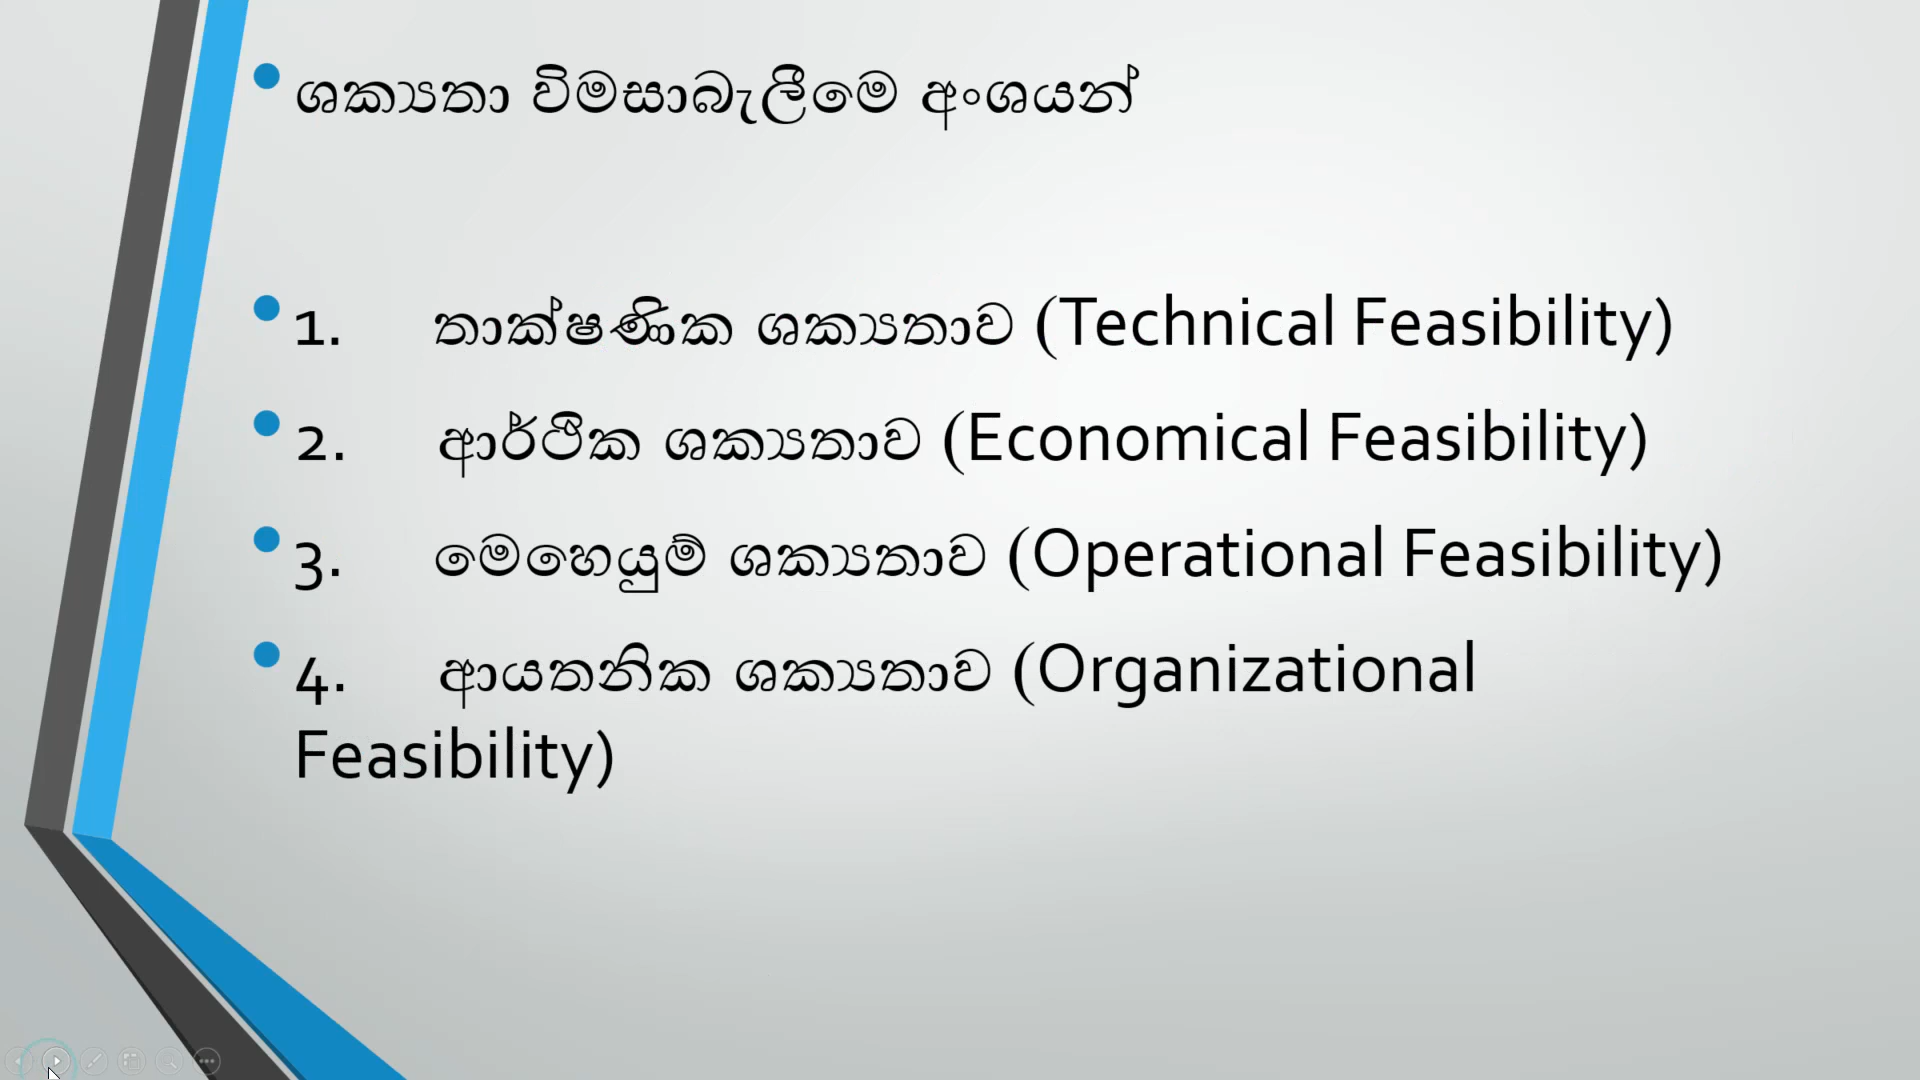 ශක්‍යතා විමසාබැලීමෙ අංශයන්
1. තාක්ෂණික ශක්‍යතාව (Technical Feasibility)
2. ආර්ථික ශක්‍යතාව (Economical Feasibility)
3. මෙහෙයුම් ශක්‍යතාව (Operational Feasibility)
4. ආයතනික ශක්‍යතාව (Organizational
Feasibility)